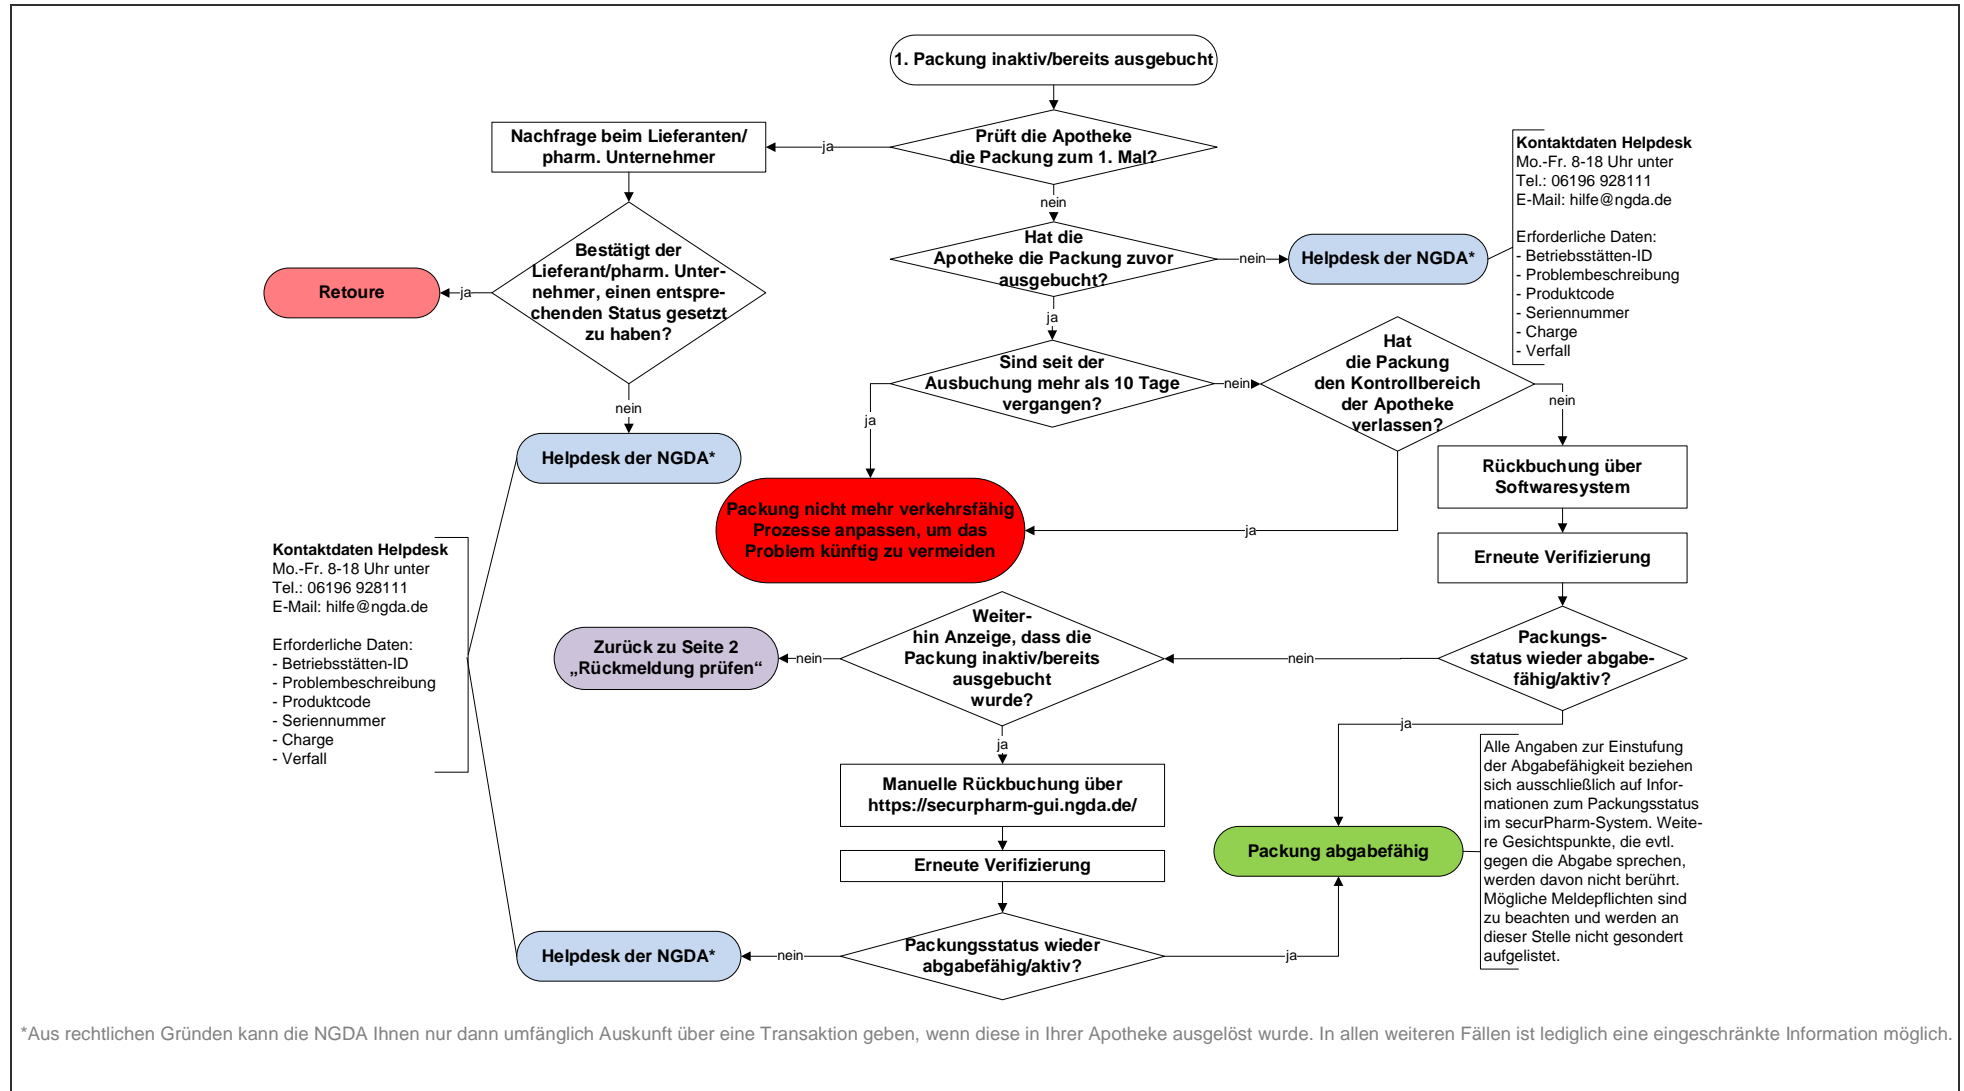 1. Packung inaktiv/bereits ausgebucht
Nachfrage beim Lieferanten/
pharm. Unternehmer
ja
Prüft die Apotheke
die Packung zum 1. Mal?
nein
Kontaktdaten Helpdesk
Mo.-Fr. 8-18 Uhr unter
Tel.: 06196 928111
E-Mail: hilfe@ngda.de
Erforderliche Daten:
- Betriebsstätten-ID
- Problembeschreibung
- Produktcode
- Seriennummer
- Charge
- Verfall
Hat die
Apotheke die Packung zuvor
ausgebucht?
nein
Helpdesk der NGDA*
ja
Retoure
ja
Bestätigt der
Lieferant/pharm. Unter-
nehmer, einen entspre-
chenden Status gesetzt
zu haben?
nein
Sind seit der
Ausbuchung mehr als 10 Tage
vergangen?
nein
ja
Hat
die Packung
den Kontrollbereich
der Apotheke
verlassen?
nein
ja
Helpdesk der NGDA*
Rückbuchung über
Softwaresystem
Packung nicht mehr verkehrsfähig
Prozesse anpassen, um das
Problem künftig zu vermeiden
Erneute Verifizierung
Kontaktdaten Helpdesk
Mo.-Fr. 8-18 Uhr unter
Tel.: 06196 928111
E-Mail: hilfe@ngda.de
Erforderliche Daten:
- Betriebsstätten-ID
- Problembeschreibung
- Produktcode
- Seriennummer
- Charge
- Verfall
Zurück zu Seite 2
„Rückmeldung prüfen“
nein
Weiter-
hin Anzeige, dass die
Packung inaktiv/bereits
ausgebucht
wurde?
nein
Packungs-
status wieder abgabe-
fähig/aktiv?
ja
ja
Manuelle Rückbuchung über
https://securpharm-gui.ngda.de/
Erneute Verifizierung
Packung abgabefähig
Alle Angaben zur Einstufung
der Abgabefähigkeit beziehen
sich ausschließlich auf Infor-
mationen zum Packungsstatus
im securPharm-System. Weite-
re Gesichtspunkte, die evtl.
gegen die Abgabe sprechen,
werden davon nicht berührt.
Mögliche Meldepflichten sind
zu beachten und werden an
dieser Stelle nicht gesondert
aufgelistet.
Helpdesk der NGDA*
nein
Packungsstatus wieder
abgabefähig/aktiv?
ja
*Aus rechtlichen Gründen kann die NGDA Ihnen nur dann umfänglich Auskunft über eine Transaktion geben, wenn diese in Ihrer Apotheke ausgelöst wurde. In allen weiteren Fällen ist lediglich eine eingeschränkte Information möglich.